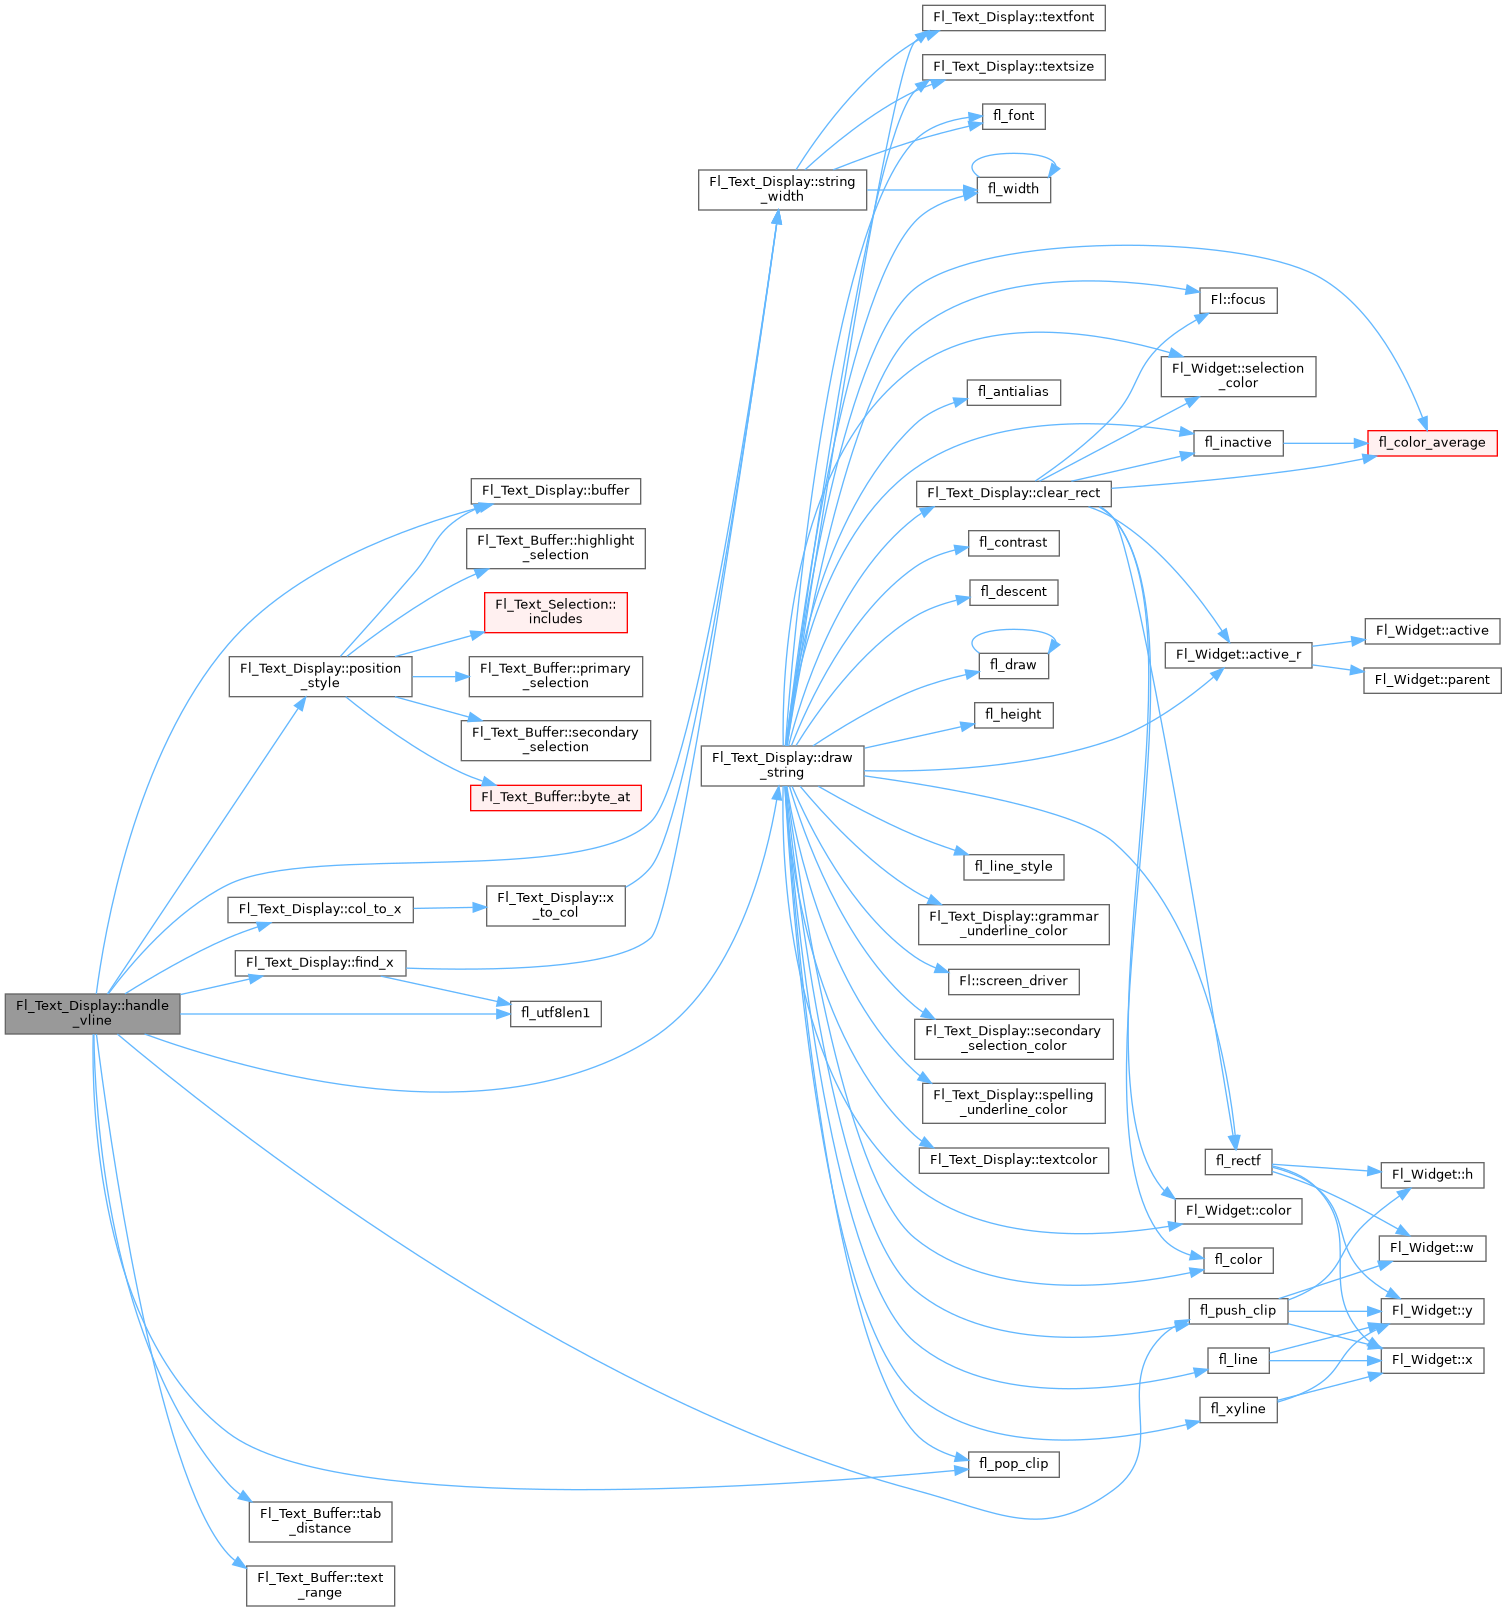 Fl_Text_Display::textfont
Fl_Text_Display::textsize
fl_font
Fl_Text_Display::string
_width
fl_width
Fl::focus
Fl_Widget::selection
_color
fl_antialias
fl_inactive
fl_color_average
Fl_Text_Display::buffer
Fl_Text_Display::clear_rect
Fl_Text_Buffer::highlight
_selection
fl_contrast
fl_descent
Fl_Text_Selection::
includes
Fl_Widget::active
Fl_Text_Display::position
_style
Fl_Text_Buffer::primary
_selection
fl_draw
Fl_Widget::active_r
Fl_Widget::parent
fl_height
Fl_Text_Buffer::secondary
_selection
Fl_Text_Display::draw
_string
Fl_Text_Buffer::byte_at
fl_line_style
Fl_Text_Display::col_to_x
Fl_Text_Display::x
_to_col
Fl_Text_Display::grammar
_underline_color
Fl_Text_Display::find_x
Fl::screen_driver
Fl_Text_Display::handle
_vline
fl_utf8len1
Fl_Text_Display::secondary
_selection_color
Fl_Text_Display::spelling
_underline_color
Fl_Text_Display::textcolor
fl_rectf
Fl_Widget::h
Fl_Widget::color
Fl_Widget::w
fl_color
fl_push_clip
Fl_Widget::y
fl_line
Fl_Widget::x
fl_xyline
fl_pop_clip
Fl_Text_Buffer::tab
_distance
Fl_Text_Buffer::text
_range